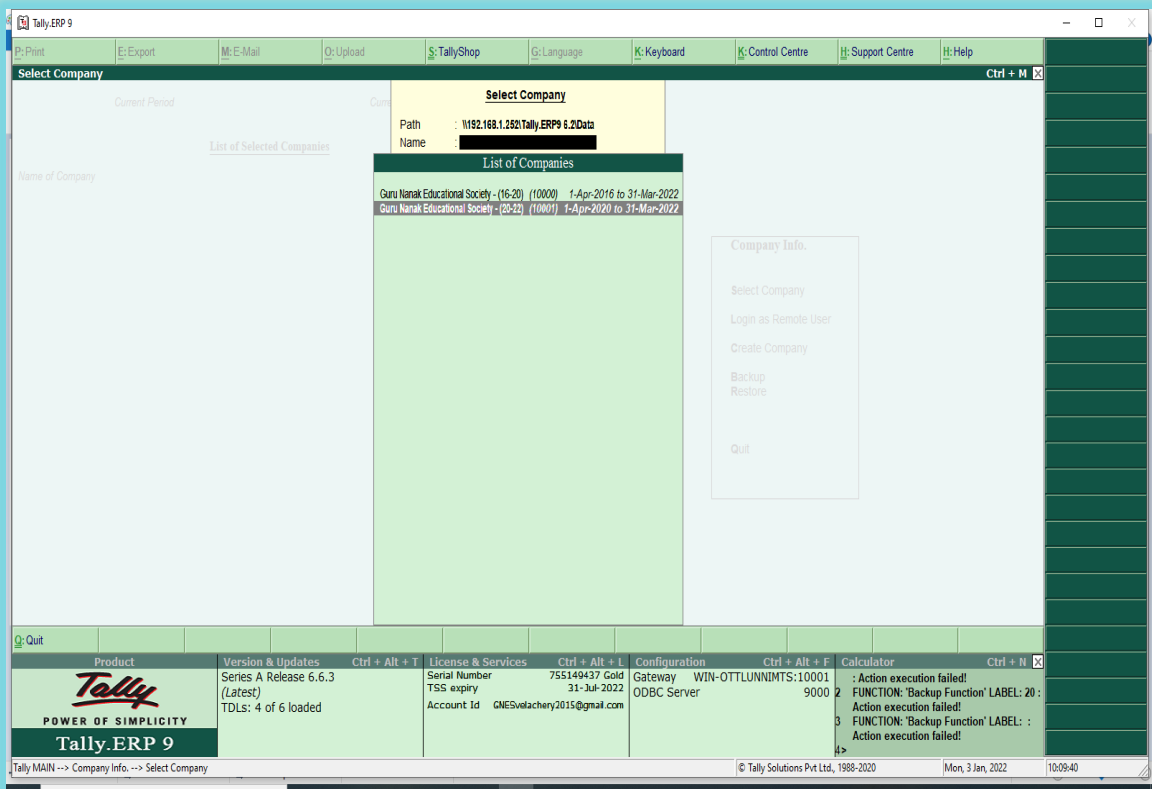 Tally.ERP 9
P: Print E: Export M: E-Mail O: Upload S: TallyShop G: Language K: Keyboard K: Control Centre H: Support Centre H: Help
Select Company Ctrl + M
Current Period
List of Selected Companies
Name of Company
Select Company
Path : \\192.168.1.252\Tally.ERP9 6.2\Data
Name :
List of Companies
Guru Nanak Educational Society - (16-20) (10000) 1-Apr-2016 to 31-Mar-2022
Guru Nanak Educational Society - (20-22) (10001) 1-Apr-2020 to 31-Mar-2022
Company Info.
Select Company
Login as Remote User
Create Company
Backup
Restore
Quit
Q: Quit
Product
Tally
POWER OF SIMPLICITY
Tally.ERP 9
Version & Updates Ctrl + Alt + T
Series A Release 6.6.3
(Latest)
TDLs: 4 of 6 loaded
License & Services Ctrl + Alt + L
Serial Number 755149437 Gold
TSS expiry 31-Jul-2022
Account Id GNESvelachery2015@gmail.com
Configuration Ctrl + Alt + F
Gateway WIN-OTTLUNNIMTS:10001
ODBC Server 9000
Calculator Ctrl + N
: Action execution failed!
2 FUNCTION: 'Backup Function' LABEL: 20 :
Action execution failed!
3 FUNCTION: 'Backup Function' LABEL: :
Action execution failed!
4>
Tally MAIN --> Company Info. --> Select Company © Tally Solutions Pvt Ltd., 1988-2020 Mon, 3 Jan, 2022 10:09:40